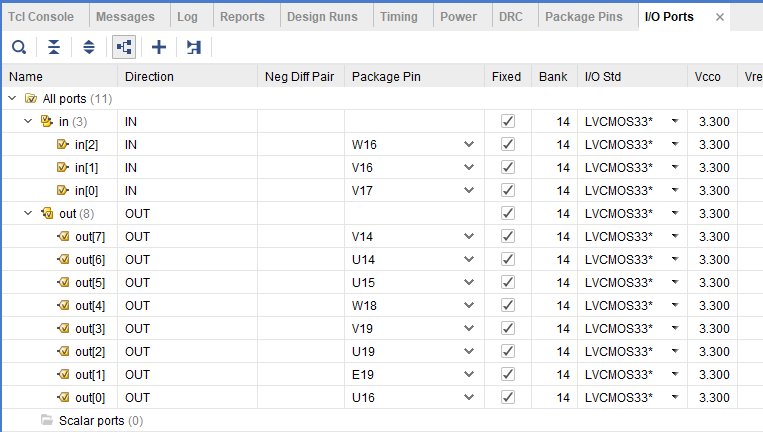 Tcl Console Messages Log Reports Design Runs Timing Power DRC Package Pins I/O Ports ×
Name Direction Neg Diff Pair Package Pin Fixed Bank I/O Std Vcco Vre
All ports (11)
in (3) IN 14 LVCMOS33* 3.300
in[2] IN W16 14 LVCMOS33* 3.300
in[1] IN V16 14 LVCMOS33* 3.300
in[0] IN V17 14 LVCMOS33* 3.300
out (8) OUT 14 LVCMOS33* 3.300
out[7] OUT V14 14 LVCMOS33* 3.300
out[6] OUT U14 14 LVCMOS33* 3.300
out[5] OUT U15 14 LVCMOS33* 3.300
out[4] OUT W18 14 LVCMOS33* 3.300
out[3] OUT V19 14 LVCMOS33* 3.300
out[2] OUT U19 14 LVCMOS33* 3.300
out[1] OUT E19 14 LVCMOS33* 3.300
out[0] OUT U16 14 LVCMOS33* 3.300
Scalar ports (0)